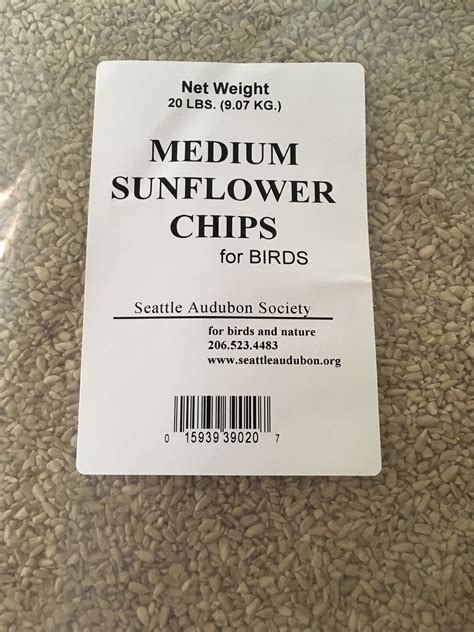 Net Weight
20 LBS. (9.07 KG.)
MEDIUM
SUNFLOWER
CHIPS
for BIRDS
Seattle Audubon Society
for birds and nature
206.523.4483
www.seattleaudubon.org
0 15939 39020 7